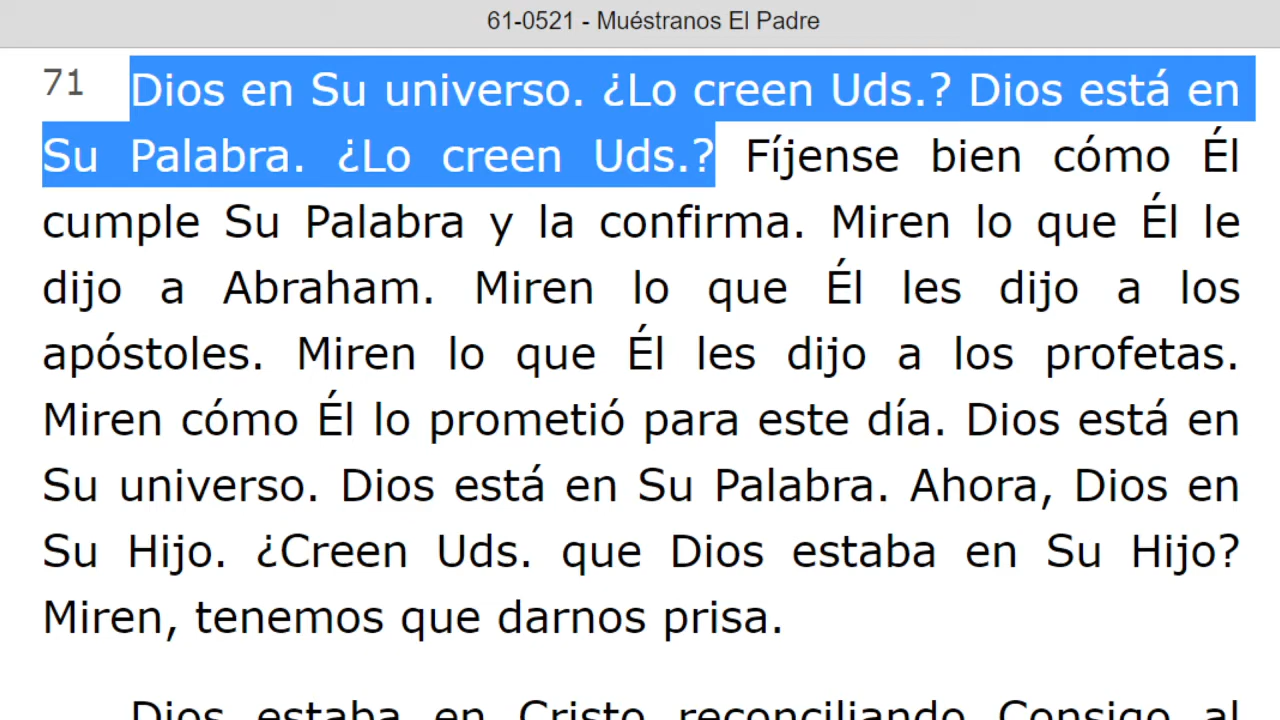 61-0521 - Muéstranos El Padre
71 Dios en Su universo. ¿Lo creen Uds.? Dios está en
Su Palabra. ¿Lo creen Uds.? Fíjense bien cómo Él
cumple Su Palabra y la confirma. Miren lo que Él le
dijo a Abraham. Miren lo que Él les dijo a los
apóstoles. Miren lo que Él les dijo a los profetas.
Miren cómo Él lo prometió para este día. Dios está en
Su universo. Dios está en Su Palabra. Ahora, Dios en
Su Hijo. ¿Creen Uds. que Dios estaba en Su Hijo?
Miren, tenemos que darnos prisa.
Dios estaba en Cristo reconciliando Consigo al